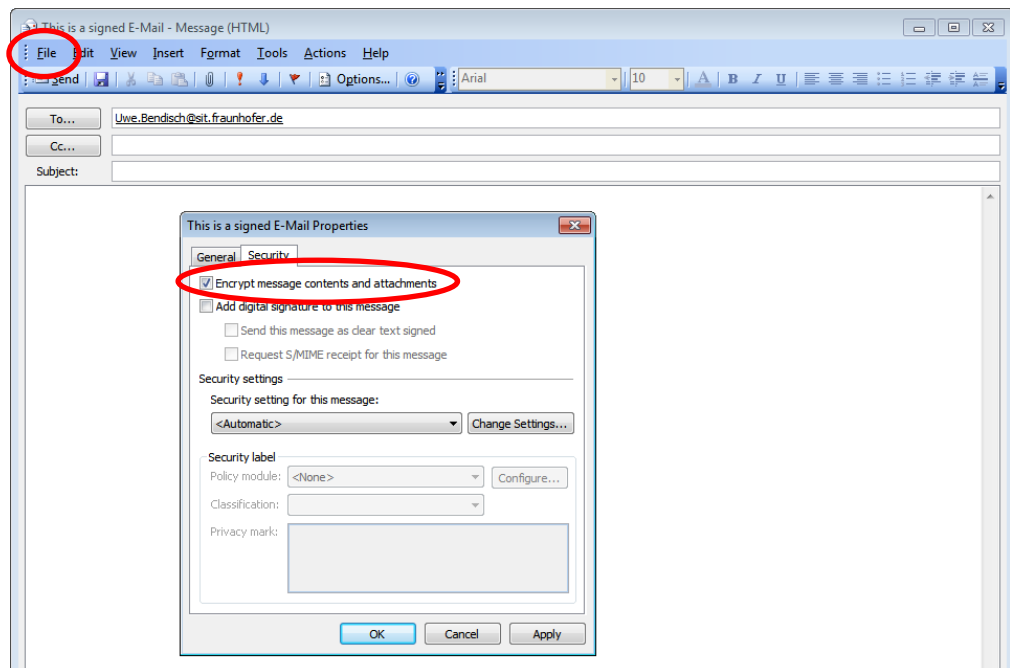 This is a signed E-Mail - Message (HTML)
File Edit View Insert Format Tools Actions Help
Send Options... Arial 10 A B I U
To... Uwe.Bendisch@sit.fraunhofer.de
Cc...
Subject:
This is a signed E-Mail Properties
General Security
Encrypt message contents and attachments
Add digital signature to this message
Send this message as clear text signed
Request S/MIME receipt for this message
Security settings
Security setting for this message:
<Automatic> Change Settings...
Security label
Policy module: <None> Configure...
Classification:
Privacy mark:
OK Cancel Apply